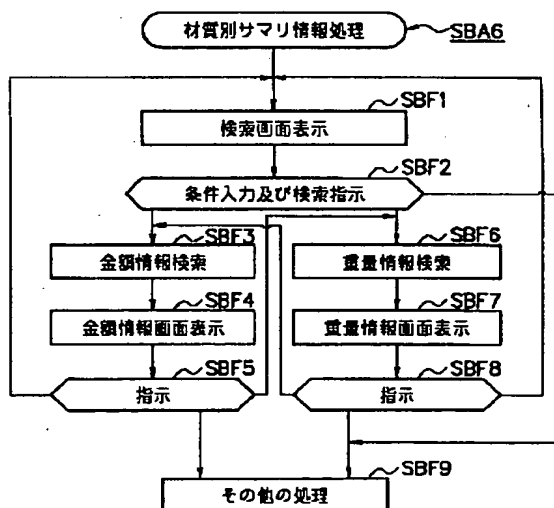 材質別サマリ情報処理
SBA6
SBF1
検索画面表示
SBF2
条件入力及び検索指示
SBF3
金額情報検索
SBF4
金額情報画面表示
SBF5
指示
SBF6
重量情報検索
SBF7
重量情報画面表示
SBF8
指示
SBF9
その他の処理